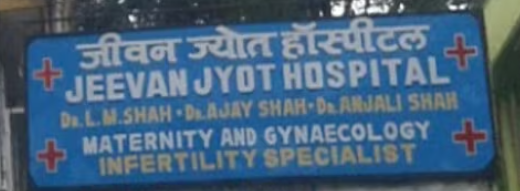 जीवन ज्योत हॉस्पीटल
JEEVAN JYOT HOSPITAL
DR. L. M. SHAH • DR. AJAY SHAH • DR. ANJALI SHAH
MATERNITY AND GYNAECOLOGY
INFERTILITY SPECIALIST